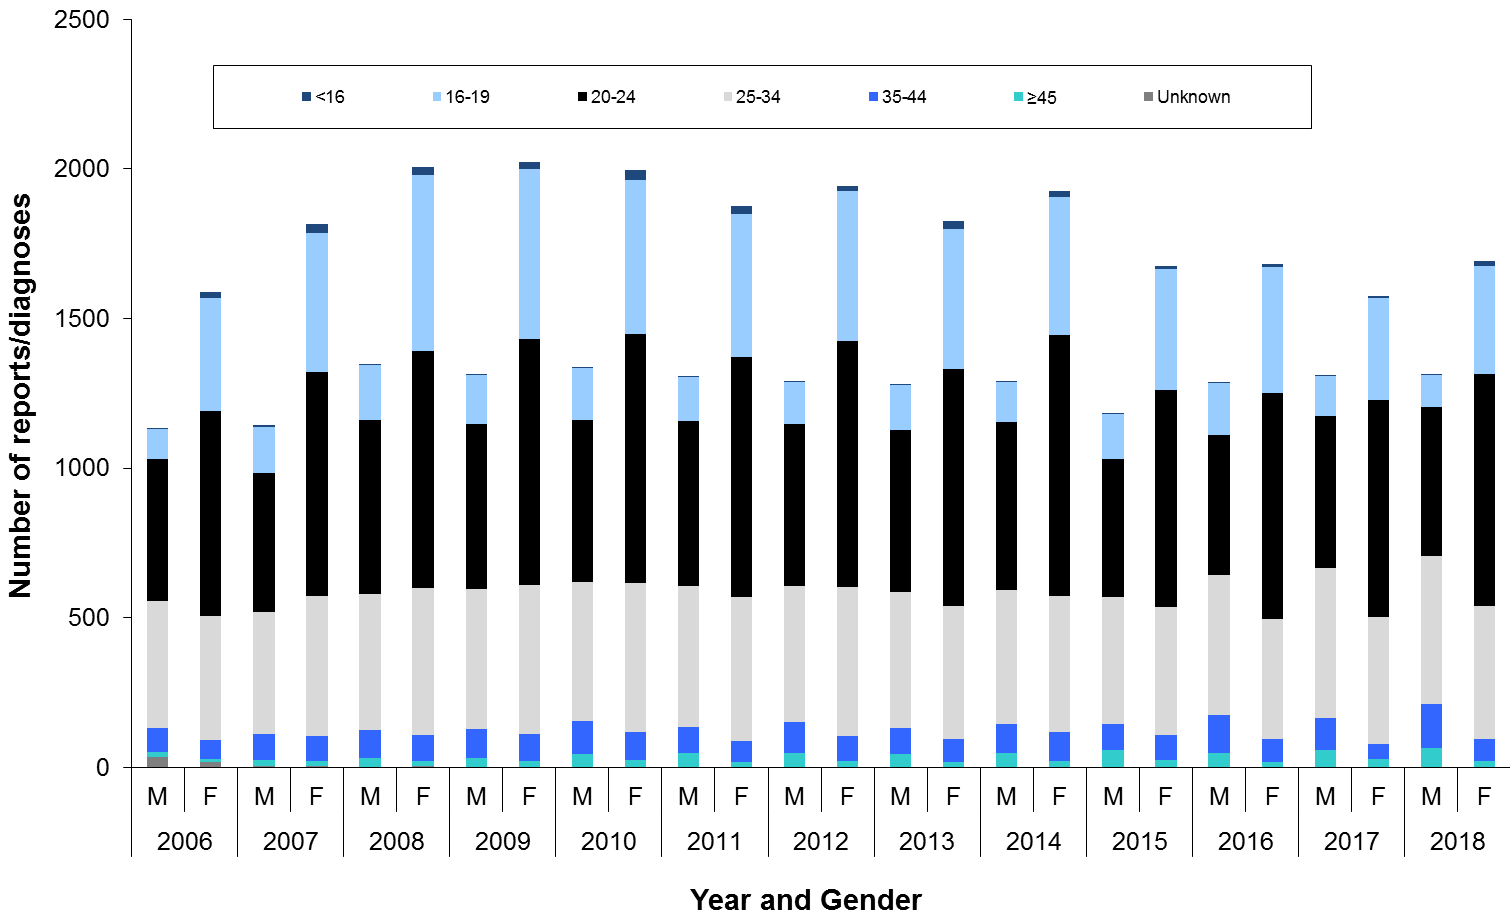 2500
<16 16-19 20-24 25-34 35-44 ≥45 Unknown
2000
1500
1000
500
0
Number of reports/diagnoses
M F M F M F M F M F M F M F M F M F M F M F M F M F
2006 2007 2008 2009 2010 2011 2012 2013 2014 2015 2016 2017 2018
Year and Gender